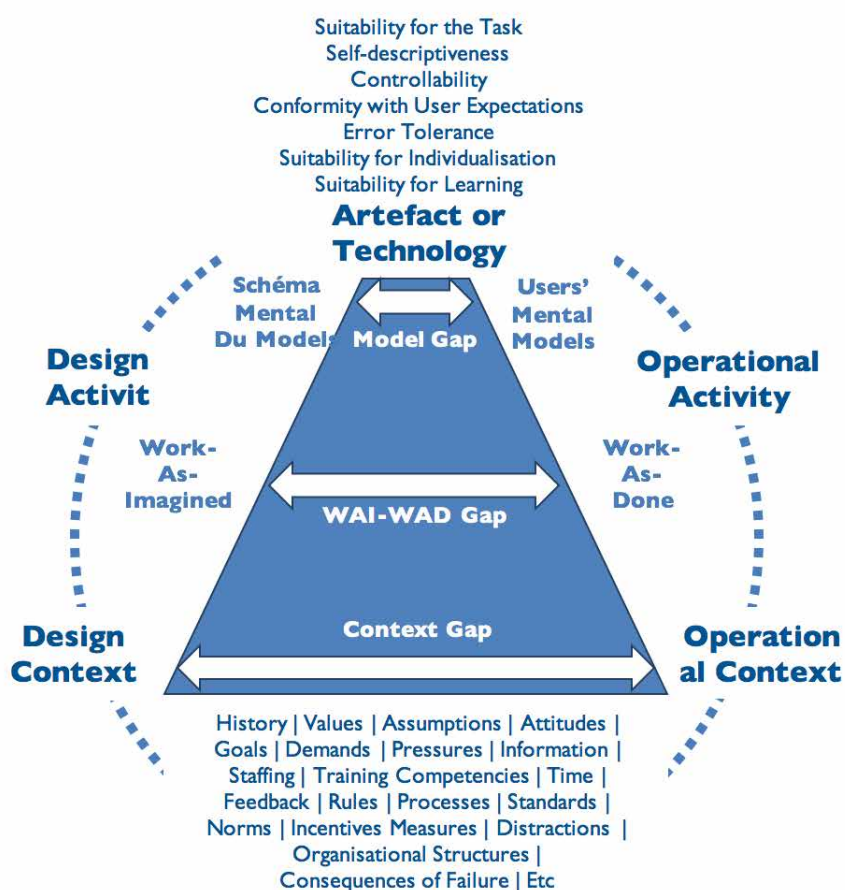 Suitability for the Task
Self-descriptiveness
Controllability
Conformity with User Expectations
Error Tolerance
Suitability for Individualisation
Suitability for Learning
Artefact or
Technology
Schéma
Mental
Du Models
Model Gap
Users'
Mental
Models
Design
Activit
Operational
Activity
Work-
As-
Imagined
WAI-WAD Gap
Work-
As-
Done
Design
Context
Context Gap
Operation
al Context
History | Values | Assumptions | Attitudes |
Goals | Demands | Pressures | Information |
Staffing | Training Competencies | Time |
Feedback | Rules | Processes | Standards |
Norms | Incentives Measures | Distractions |
Organisational Structures |
Consequences of Failure | Etc